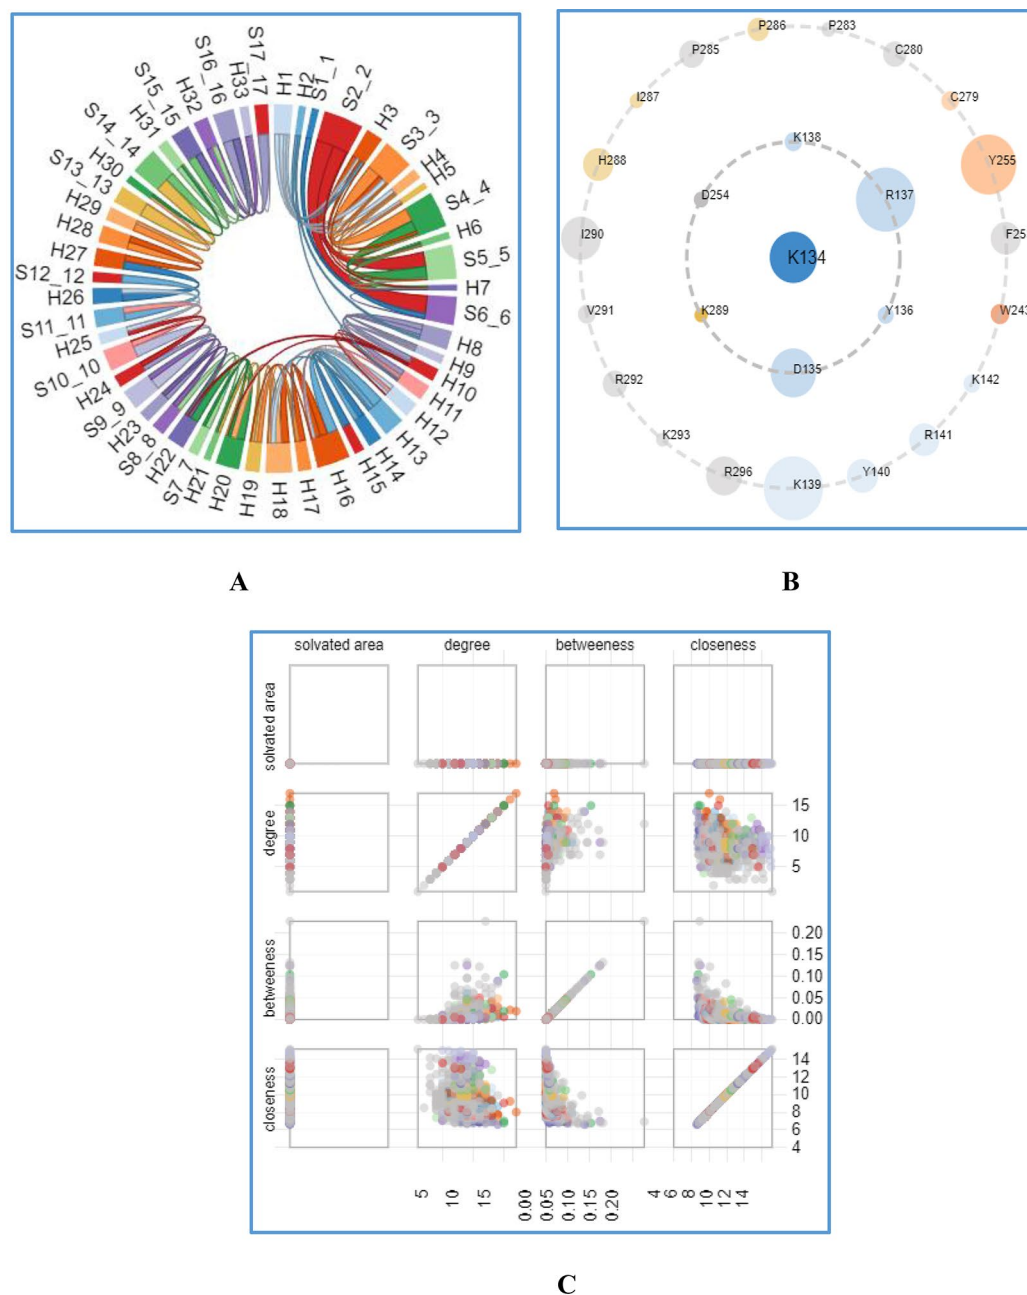 H1
H2
S1_1
S2_2
H3
S3_3
H4
H5
S4_4
H6
S5_5
H7
S6_6
H8
H9
H10
H11
H12
H13
H14
H15
H16
H17
H18
H19
H20
H21
S7_7
H22
S8_8
H23
S9_9
H24
S10_10
H25
S11_11
H26
S12_12
H27
H28
H29
S13_13
H30
S14_14
H31
S15_15
H32
S16_16
H33
S17_17
A
P286
P283
P285
C280
I287
C279
K138
H288
Y255
D254
R137
I290
F25
K134
V291
K289
Y136
W243
D135
R292
K142
K293
R141
R296
K139
Y140
B
solvated area degree betweeness closeness
solvated area
degree
15
10
5
betweeness
0.20
0.15
0.10
0.05
0.00
closeness
14
12
10
8
6
4
5 10 15 0.00 0.05 0.10 0.15 0.20 4 6 8 10 12 14
C